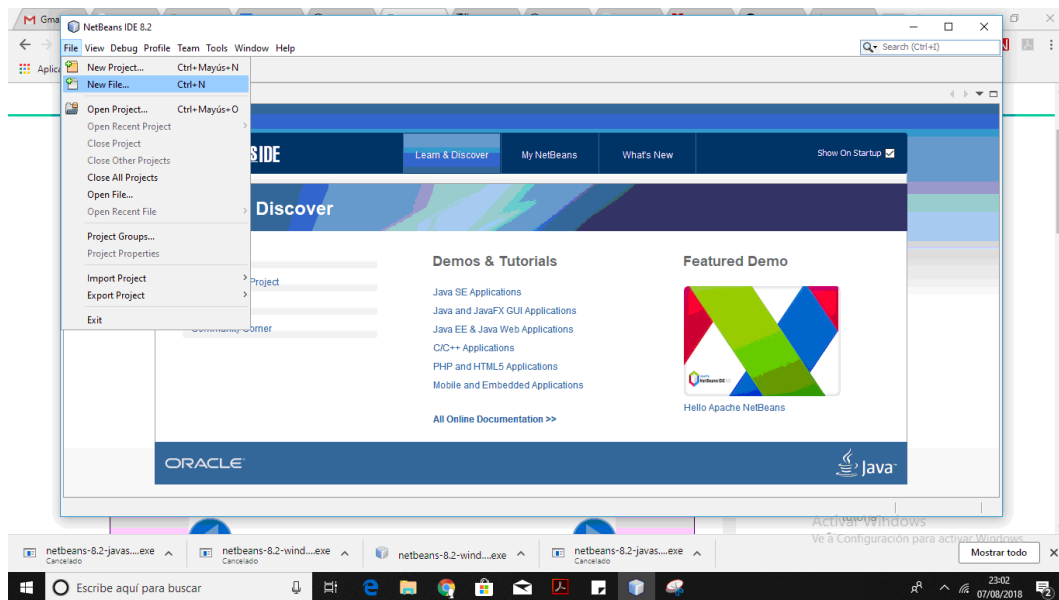 Gma
NetBeans IDE 8.2
File View Debug Profile Team Tools Window Help
Search (Ctrl+I)
Aplic
New Project... Ctrl+Mayús+N
New File... Ctrl+N
Open Project... Ctrl+Mayús+O
Open Recent Project
Close Project
Close Other Projects
Close All Projects
Open File...
Open Recent File
Project Groups...
Project Properties
Import Project
Export Project
Exit
IDE
Learn & Discover My NetBeans What's New Show On Startup
Discover
Demos & Tutorials Featured Demo
Project
Java SE Applications
Java and JavaFX GUI Applications
Community Corner Java EE & Java Web Applications
C/C++ Applications
PHP and HTML5 Applications
NetBeans IDE
Mobile and Embedded Applications
Hello Apache NetBeans
All Online Documentation >>
ORACLE Java
Activar Windows
Ve a Configuración para activar Windows.
netbeans-8.2-javas....exe netbeans-8.2-wind....exe netbeans-8.2-wind....exe netbeans-8.2-javas....exe Mostrar todo
Cancelado Cancelado Cancelado
Escribe aquí para buscar
23:02
07/08/2018
2